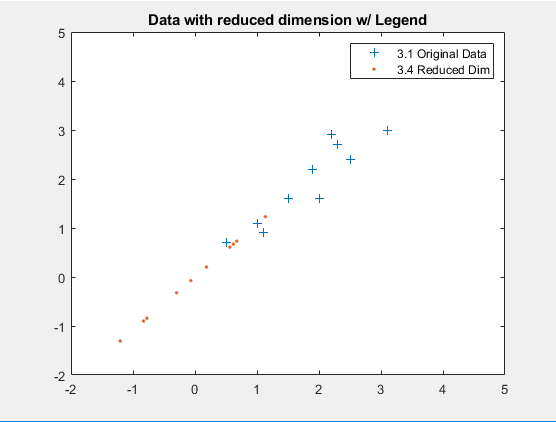 Data with reduced dimension w/ Legend
3.1 Original Data
3.4 Reduced Dim
5
4
3
2
1
0
-1
-2
-2 -1 0 1 2 3 4 5